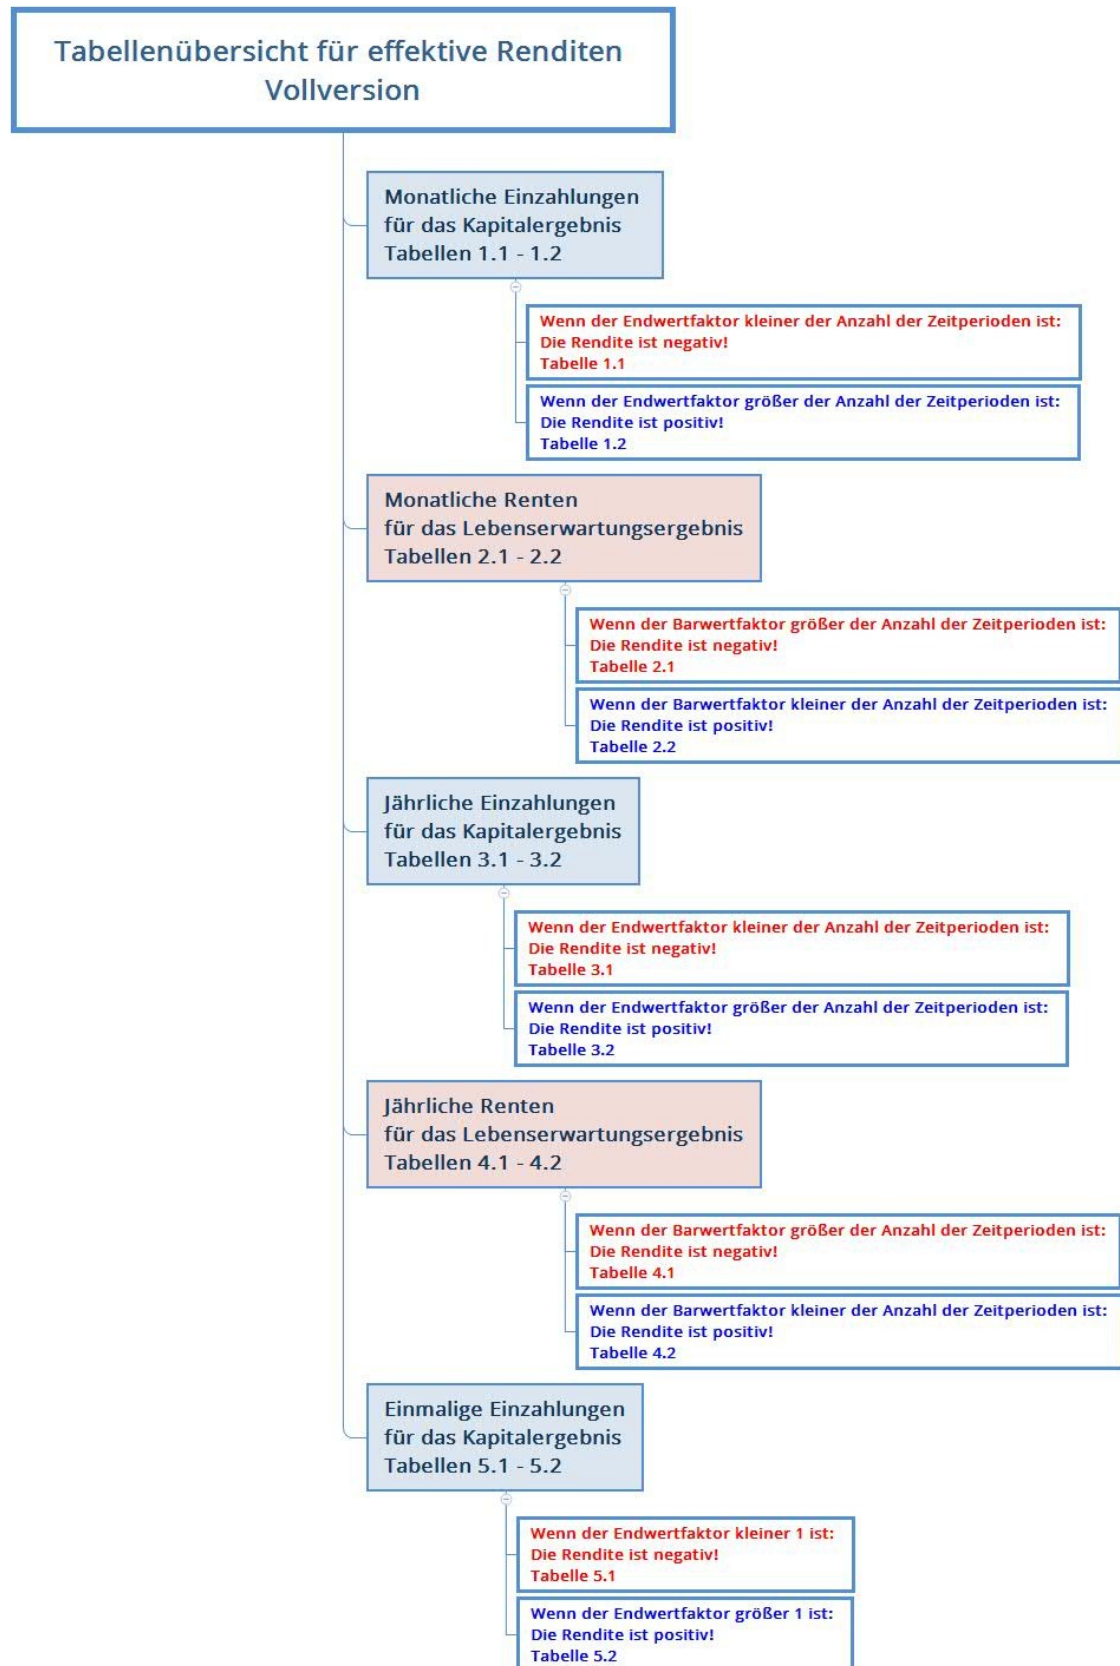 Tabellenübersicht für effektive Renditen
Vollversion
Monatliche Einzahlungen
für das Kapitalergebnis
Tabellen 1.1 - 1.2
Wenn der Endwertfaktor kleiner der Anzahl der Zeitperioden ist:
Die Rendite ist negativ!
Tabelle 1.1
Wenn der Endwertfaktor größer der Anzahl der Zeitperioden ist:
Die Rendite ist positiv!
Tabelle 1.2
Monatliche Renten
für das Lebenserwartungsergebnis
Tabellen 2.1 - 2.2
Wenn der Barwertfaktor größer der Anzahl der Zeitperioden ist:
Die Rendite ist negativ!
Tabelle 2.1
Wenn der Barwertfaktor kleiner der Anzahl der Zeitperioden ist:
Die Rendite ist positiv!
Tabelle 2.2
Jährliche Einzahlungen
für das Kapitalergebnis
Tabellen 3.1 - 3.2
Wenn der Endwertfaktor kleiner der Anzahl der Zeitperioden ist:
Die Rendite ist negativ!
Tabelle 3.1
Wenn der Endwertfaktor größer der Anzahl der Zeitperioden ist:
Die Rendite ist positiv!
Tabelle 3.2
Jährliche Renten
für das Lebenserwartungsergebnis
Tabellen 4.1 - 4.2
Wenn der Barwertfaktor größer der Anzahl der Zeitperioden ist:
Die Rendite ist negativ!
Tabelle 4.1
Wenn der Barwertfaktor kleiner der Anzahl der Zeitperioden ist:
Die Rendite ist positiv!
Tabelle 4.2
Einmalige Einzahlungen
für das Kapitalergebnis
Tabellen 5.1 - 5.2
Wenn der Endwertfaktor kleiner 1 ist:
Die Rendite ist negativ!
Tabelle 5.1
Wenn der Endwertfaktor größer 1 ist:
Die Rendite ist positiv!
Tabelle 5.2